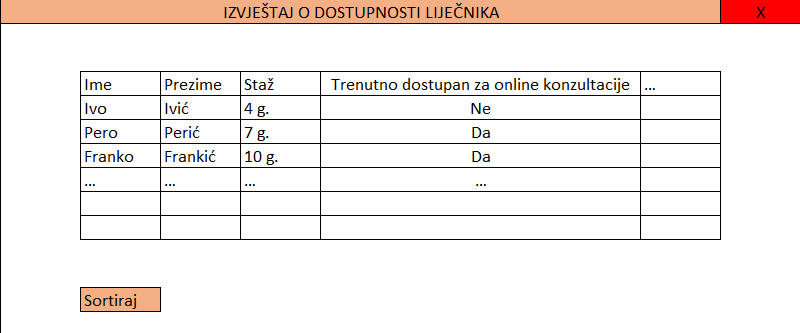 IZVJEŠTAJ O DOSTUPNOSTI LIJEČNIKA X
Ime Prezime Staž Trenutno dostupan za online konzultacije ...
Ivo Ivić 4 g. Ne
Pero Perić 7 g. Da
Franko Frankić 10 g. Da
... ... ... ...
Sortiraj